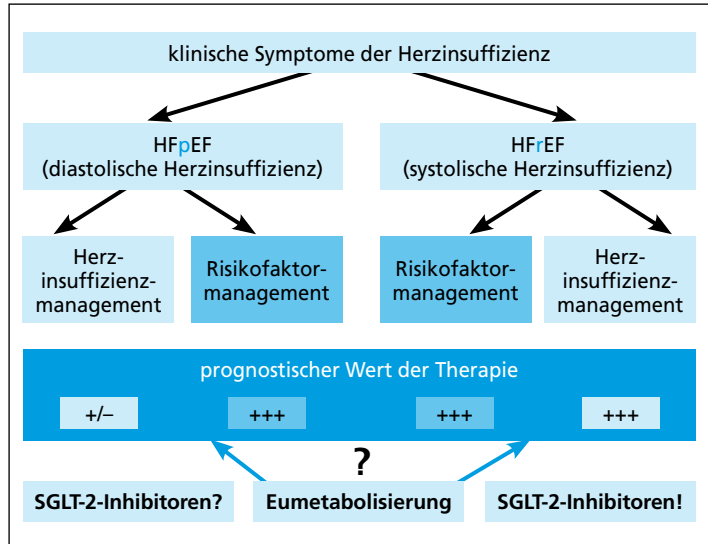 klinische Symptome der Herzinsuffizienz
HFpEF
(diastolische Herzinsuffizienz)
HFrEF
(systolische Herzinsuffizienz)
Herz-
insuffizienz-
management
Risikofaktor-
management
Risikofaktor-
management
Herz-
insuffizienz-
management
prognostischer Wert der Therapie
+/–
+++
+++
+++
?
SGLT-2-Inhibitoren?
Eumetabolisierung
SGLT-2-Inhibitoren!